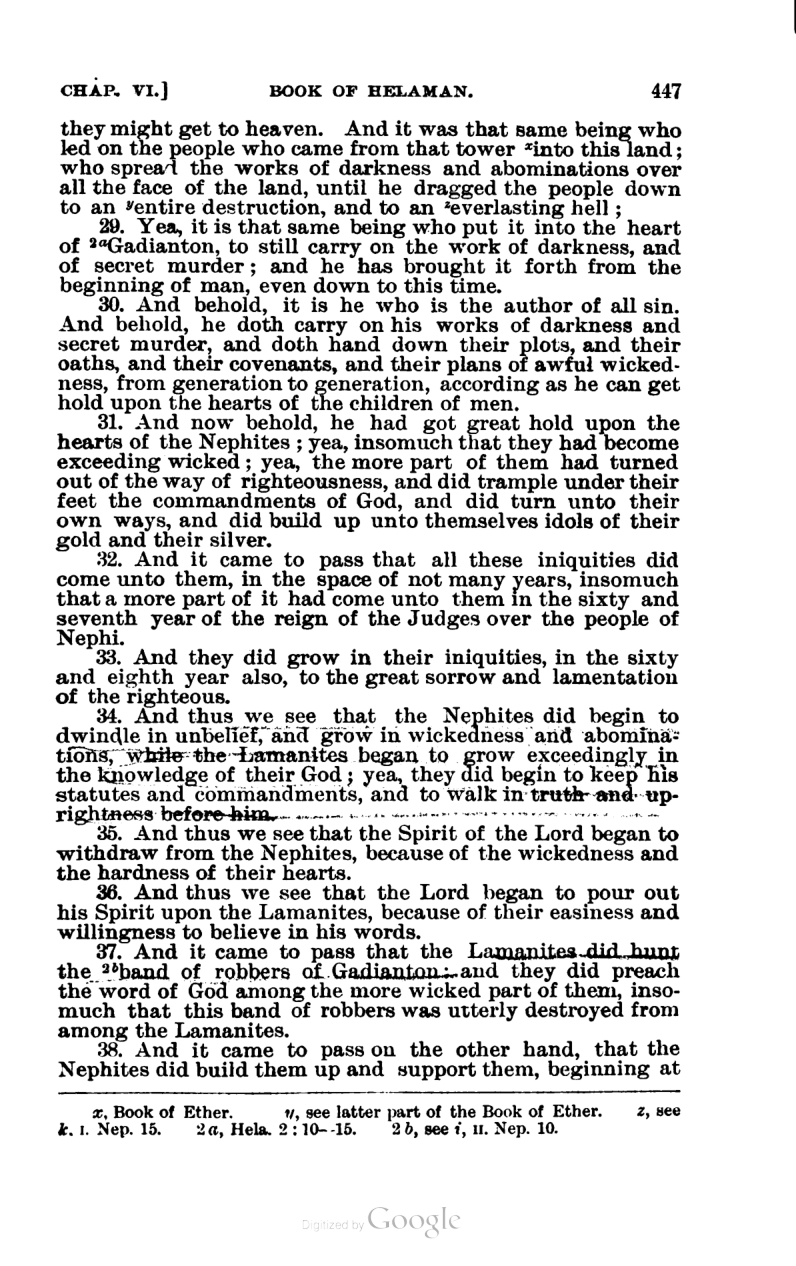 CHAP. VI.] BOOK OF HELAMAN. 447
they might get to heaven. And it was that same being who
led on the people who came from that tower ˣinto this land;
who spread the works of darkness and abominations over
all the face of the land, until he dragged the people down
to an ʸentire destruction, and to an ᶻeverlasting hell;
29. Yea, it is that same being who put it into the heart
of ²ᵃGadianton, to still carry on the work of darkness, and
of secret murder; and he has brought it forth from the
beginning of man, even down to this time.
30. And behold, it is he who is the author of all sin.
And behold, he doth carry on his works of darkness and
secret murder, and doth hand down their plots, and their
oaths, and their covenants, and their plans of awful wicked-
ness, from generation to generation, according as he can get
hold upon the hearts of the children of men.
31. And now behold, he had got great hold upon the
hearts of the Nephites; yea, insomuch that they had become
exceeding wicked; yea, the more part of them had turned
out of the way of righteousness, and did trample under their
feet the commandments of God, and did turn unto their
own ways, and did build up unto themselves idols of their
gold and their silver.
32. And it came to pass that all these iniquities did
come unto them, in the space of not many years, insomuch
that a more part of it had come unto them in the sixty and
seventh year of the reign of the Judges over the people of
Nephi.
33. And they did grow in their iniquities, in the sixty
and eighth year also, to the great sorrow and lamentation
of the righteous.
34. And thus we see that the Nephites did begin to
dwindle in unbelief, and grow in wickedness and abomina-
tions, while the Lamanites began to grow exceedingly in
the knowledge of their God; yea, they did begin to keep his
statutes and commandments, and to walk in truth and up-
rightness before him.
35. And thus we see that the Spirit of the Lord began to
withdraw from the Nephites, because of the wickedness and
the hardness of their hearts.
36. And thus we see that the Lord began to pour out
his Spirit upon the Lamanites, because of their easiness and
willingness to believe in his words.
37. And it came to pass that the Lamanites did hunt
the ²ᵇband of robbers of Gadianton; and they did preach
the word of God among the more wicked part of them, inso-
much that this band of robbers was utterly destroyed from
among the Lamanites.
38. And it came to pass on the other hand, that the
Nephites did build them up and support them, beginning at
x, Book of Ether. y, see latter part of the Book of Ether. z, see
k. I. Nep. 15. 2a, Hela. 2:10--15. 2b, see i, II. Nep. 10.
Digitized by Google